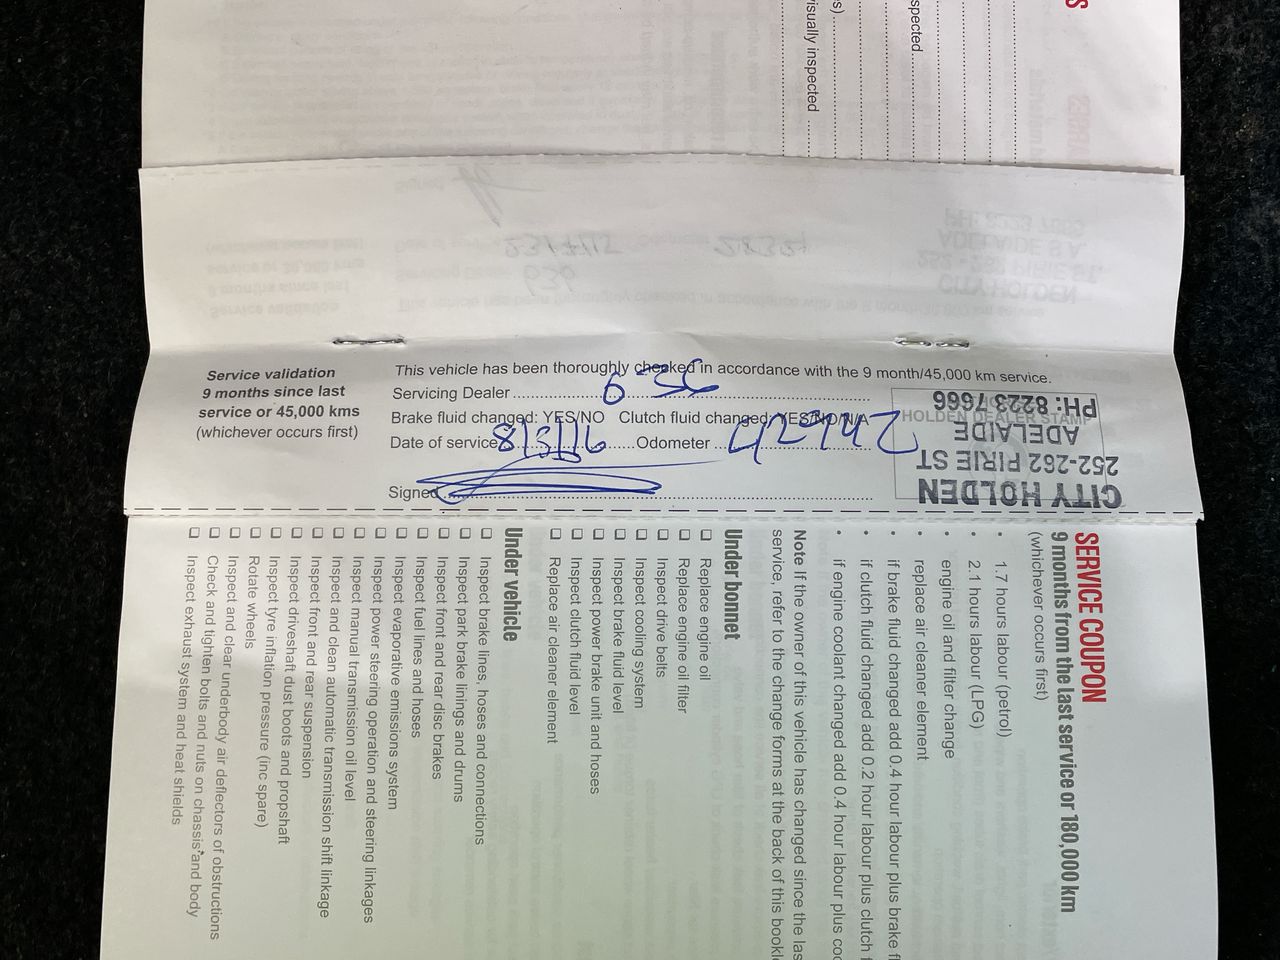 spected
s)
isually inspected
Service validation
9 months since last
service or 45,000 kms
(whichever occurs first)
This vehicle has been thoroughly checked in accordance with the 9 month/45,000 km service.
Servicing Dealer
Brake fluid changed: YES/NO Clutch fluid changed: YES/NO/N/A
Date of service 8/3/16 Odometer
Signed
HOLDEN DEALER STAMP
CITY HOLDEN
252-262 PIRIE ST
ADELAIDE
PH: 8223 7666
SERVICE COUPON
9 months from the last service or 180,000 km
(whichever occurs first)
• 1.7 hours labour (petrol)
• 2.1 hours labour (LPG)
• engine oil and filter change
• replace air cleaner element
• if brake fluid changed add 0.4 hour labour plus brake fl
• if clutch fluid changed add 0.2 hour labour plus clutch f
• if engine coolant changed add 0.4 hour labour plus coo
Note If the owner of this vehicle has changed since the las
service, refer to the change forms at the back of this bookle
Under bonnet
❑ Replace engine oil
❑ Replace engine oil filter
❑ Inspect drive belts
❑ Inspect cooling system
❑ Inspect brake fluid level
❑ Inspect power brake unit and hoses
❑ Inspect clutch fluid level
❑ Replace air cleaner element
Under vehicle
❑ Inspect brake lines, hoses and connections
❑ Inspect park brake linings and drums
❑ Inspect front and rear disc brakes
❑ Inspect fuel lines and hoses
❑ Inspect evaporative emissions system
❑ Inspect power steering operation and steering linkages
❑ Inspect manual transmission oil level
❑ Inspect and clean automatic transmission shift linkage
❑ Inspect front and rear suspension
❑ Inspect driveshaft dust boots and propshaft
❑ Inspect tyre inflation pressure (inc spare)
❑ Rotate wheels
❑ Inspect and clear underbody air deflectors of obstructions
❑ Check and tighten bolts and nuts on chassis and body
❑ Inspect exhaust system and heat shields